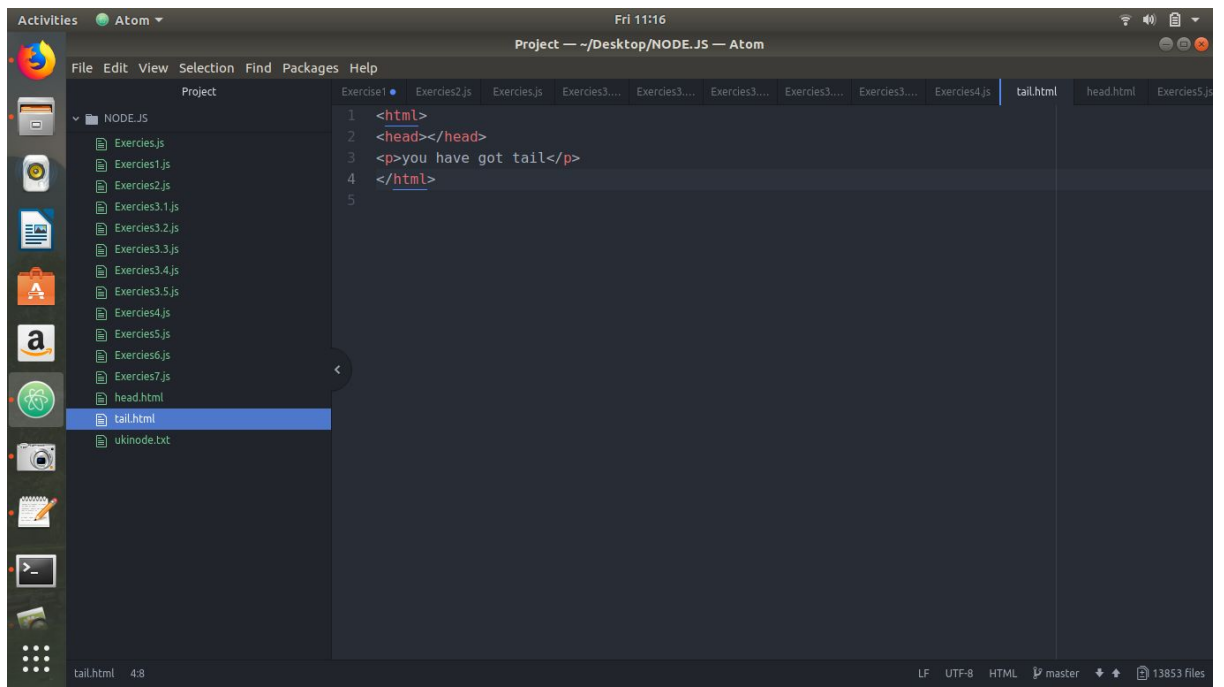 Activities Atom Fri 11:16
Project — ~/Desktop/NODE.JS — Atom
File Edit View Selection Find Packages Help
Project
Exercise1 Exercies2.js Exercies.js Exercies3.... Exercies3.... Exercies3.... Exercies3.... Exercies3.... Exercies4.js tail.html head.html Exercies5.js
NODE.JS
Exercies.js
Exercies1.js
Exercies2.js
Exercies3.1.js
Exercies3.2.js
Exercies3.3.js
Exercies3.4.js
Exercies3.5.js
Exercies4.js
Exercies5.js
Exercies6.js
Exercies7.js
head.html
tail.html
ukinode.txt
1 <html>
2 <head></head>
3 <p>you have got tail</p>
4 </html>
5
tail.html 4:8 LF UTF-8 HTML master 13853 files